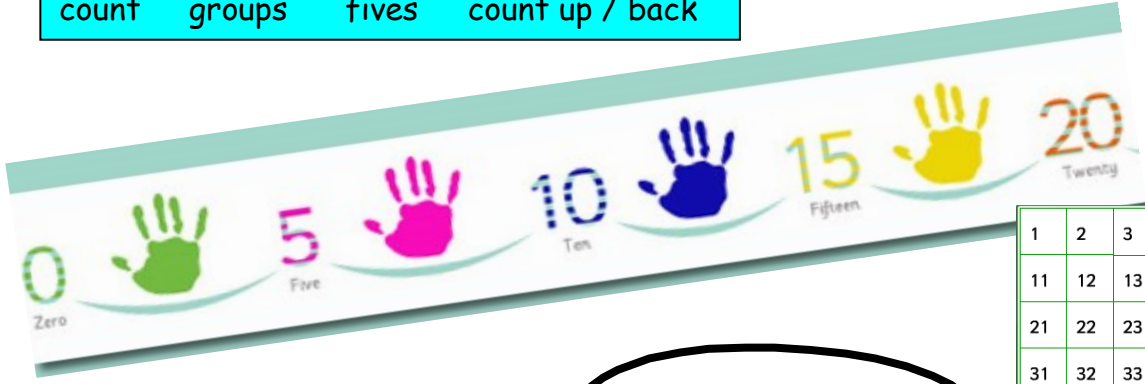 count groups fives count up / back
0 5 10 15 20
Zero Five Ten Fifteen Twenty
1 2 3
11 12 13
21 22 23
31 32 33